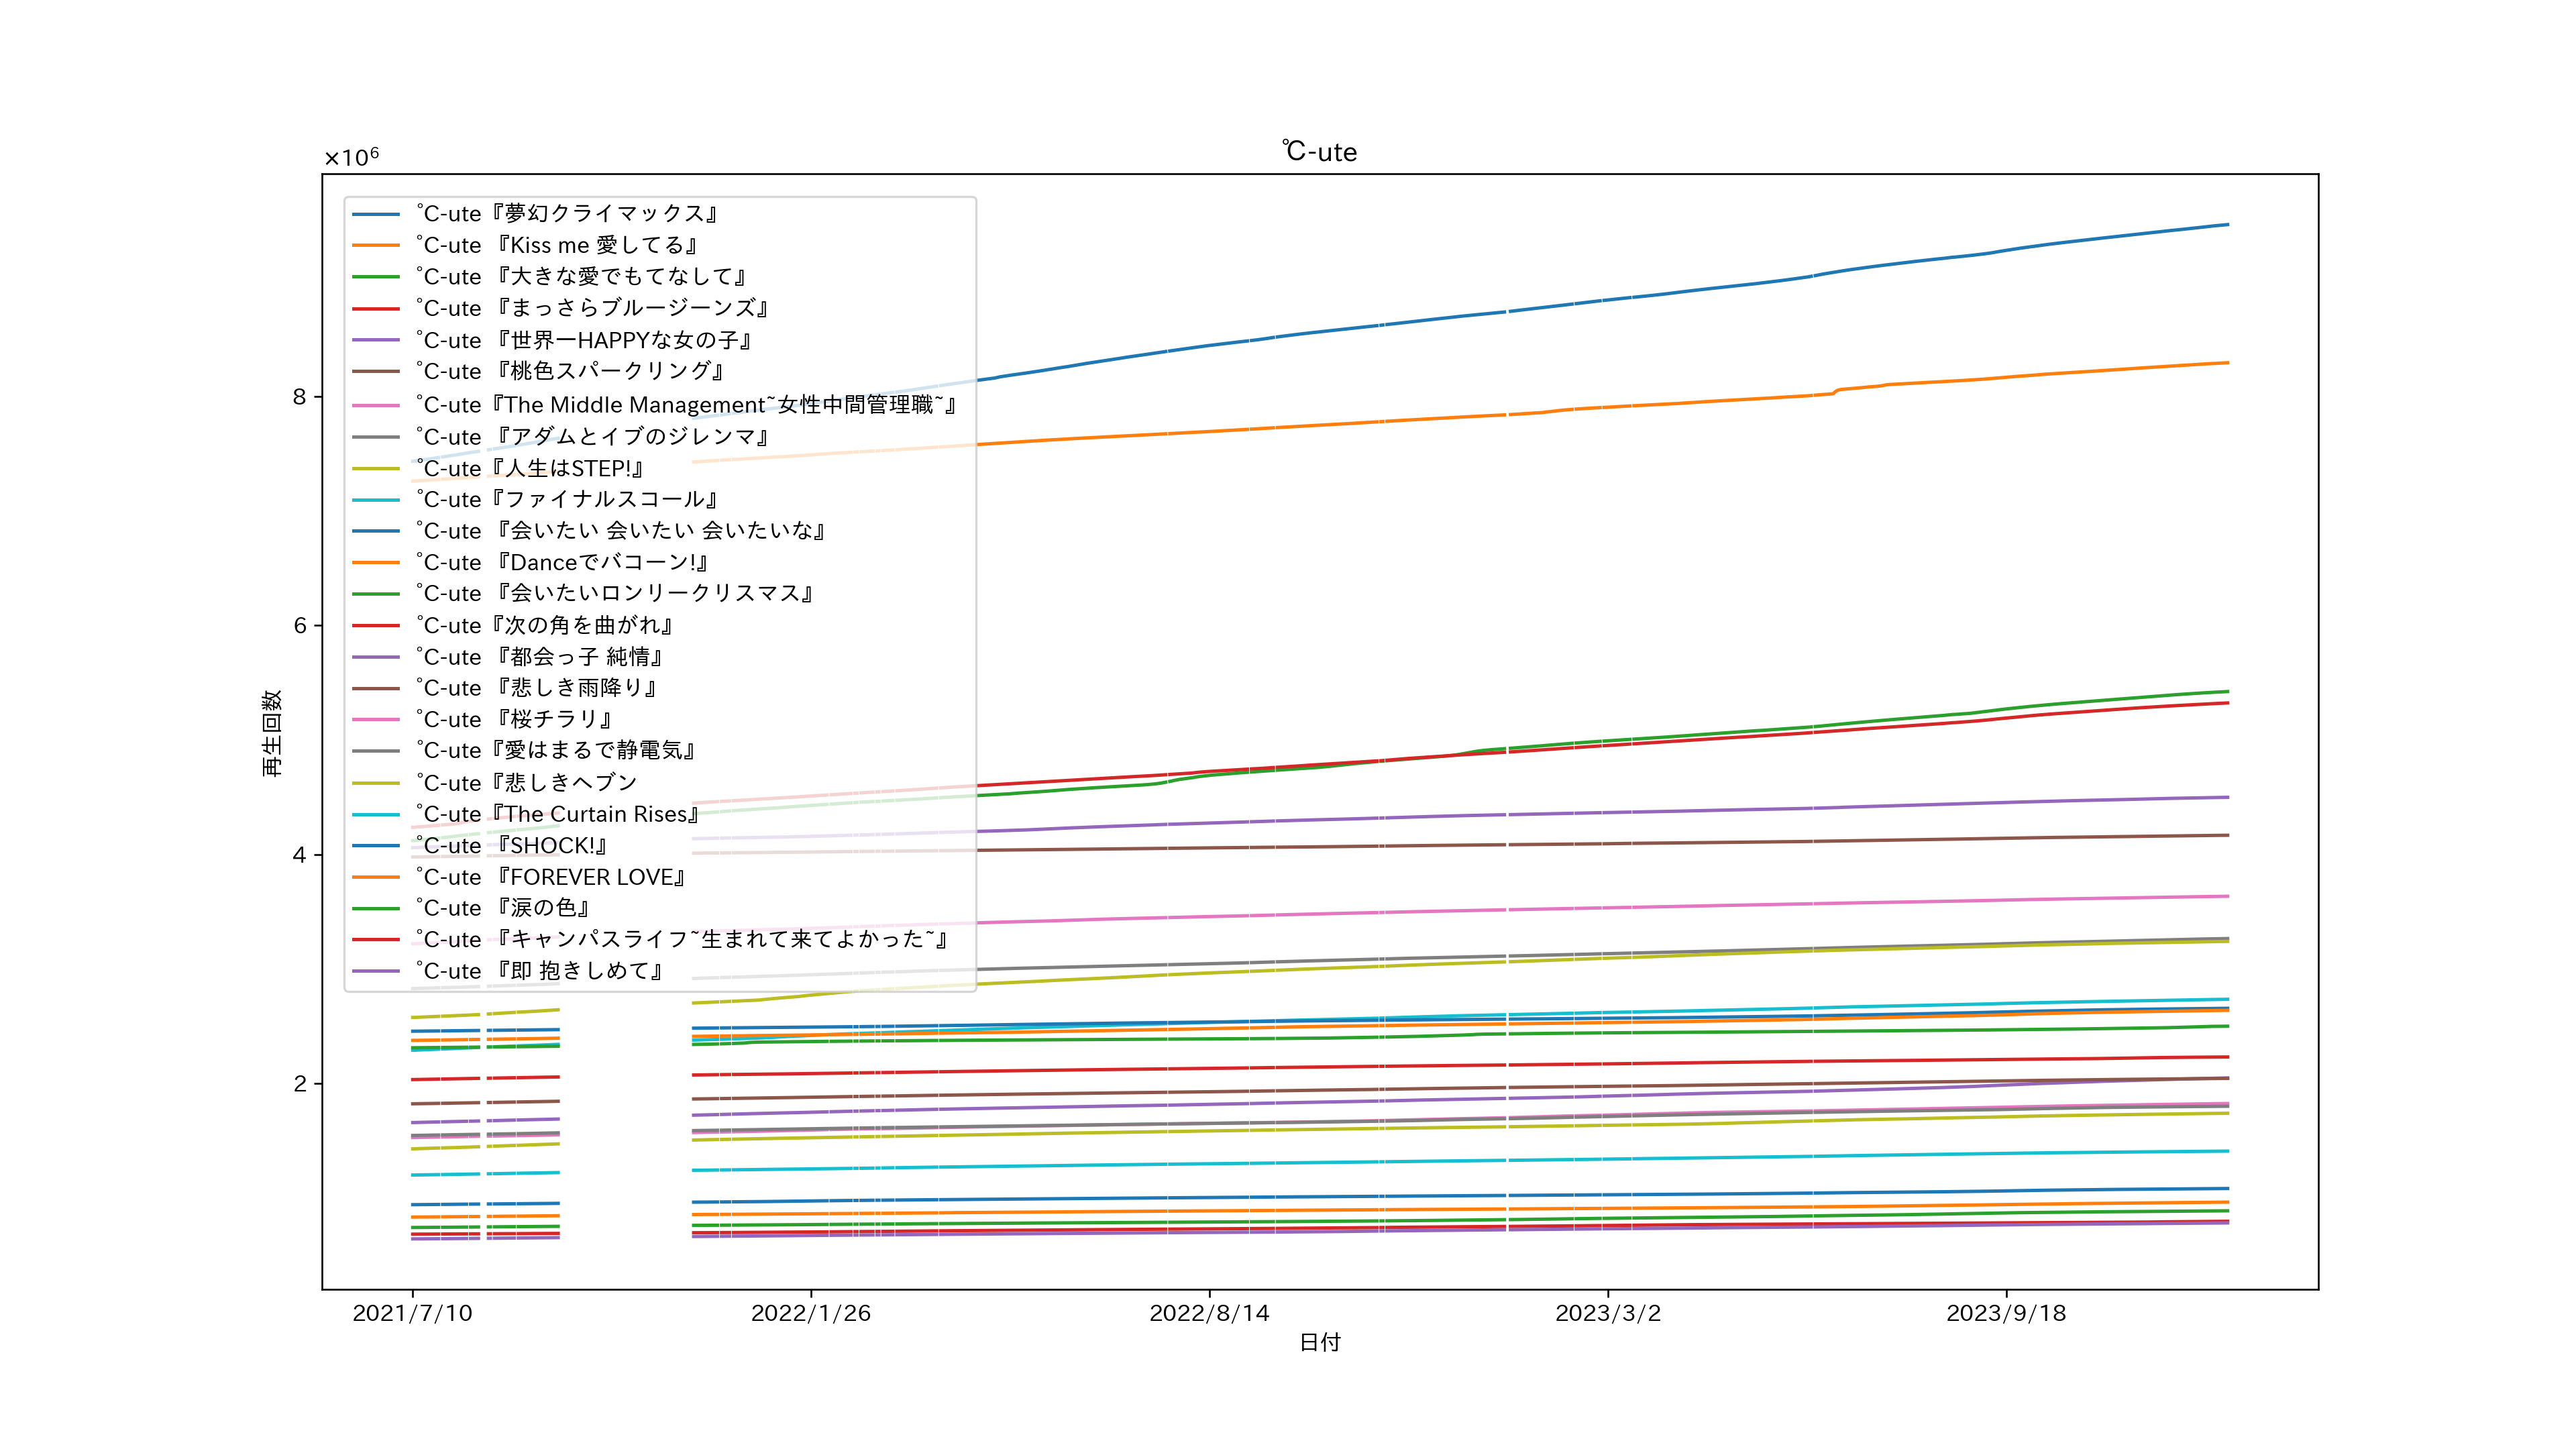 ℃-ute
×10⁶
℃-ute『夢幻クライマックス』
℃-ute 『Kiss me 愛してる』
℃-ute 『大きな愛でもてなして』
℃-ute 『まっさらブルージーンズ』
℃-ute 『世界一HAPPYな女の子』
℃-ute 『桃色スパークリング』
℃-ute『The Middle Management~女性中間管理職~』
℃-ute 『アダムとイブのジレンマ』
℃-ute『人生はSTEP!』
℃-ute『ファイナルスコール』
℃-ute 『会いたい 会いたい 会いたいな』
℃-ute 『Danceでバコーン!』
℃-ute 『会いたいロンリークリスマス』
℃-ute『次の角を曲がれ』
℃-ute 『都会っ子 純情』
℃-ute 『悲しき雨降り』
℃-ute 『桜チラリ』
℃-ute『愛はまるで静電気』
℃-ute『悲しきヘブン
℃-ute『The Curtain Rises』
℃-ute 『SHOCK!』
℃-ute 『FOREVER LOVE』
℃-ute 『涙の色』
℃-ute 『キャンパスライフ~生まれて来てよかった~』
℃-ute 『即 抱きしめて』
8
6
4
2
再生回数
2021/7/10
2022/1/26
2022/8/14
2023/3/2
2023/9/18
日付